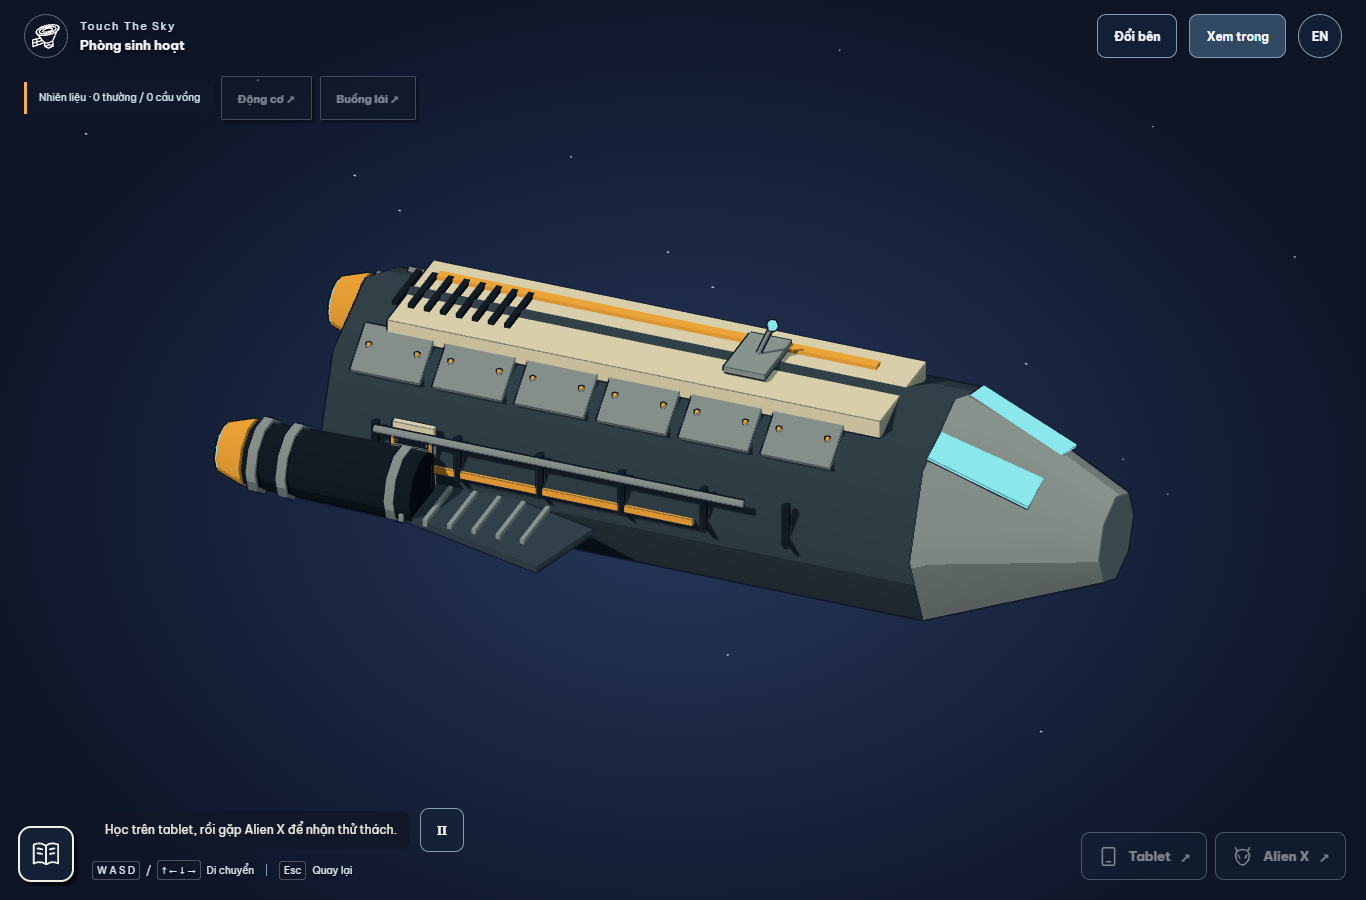 Touch The Sky
Phòng sinh hoạt
Đổi bên
Xem trong
EN
Nhiên liệu · 0 thường / 0 cầu vồng
Động cơ ↗
Buồng lái ↗
Học trên tablet, rồi gặp Alien X để nhận thử thách.
II
W A S D / ↑ ← ↓ → Di chuyển | Esc Quay lại
Tablet ↗
Alien X ↗